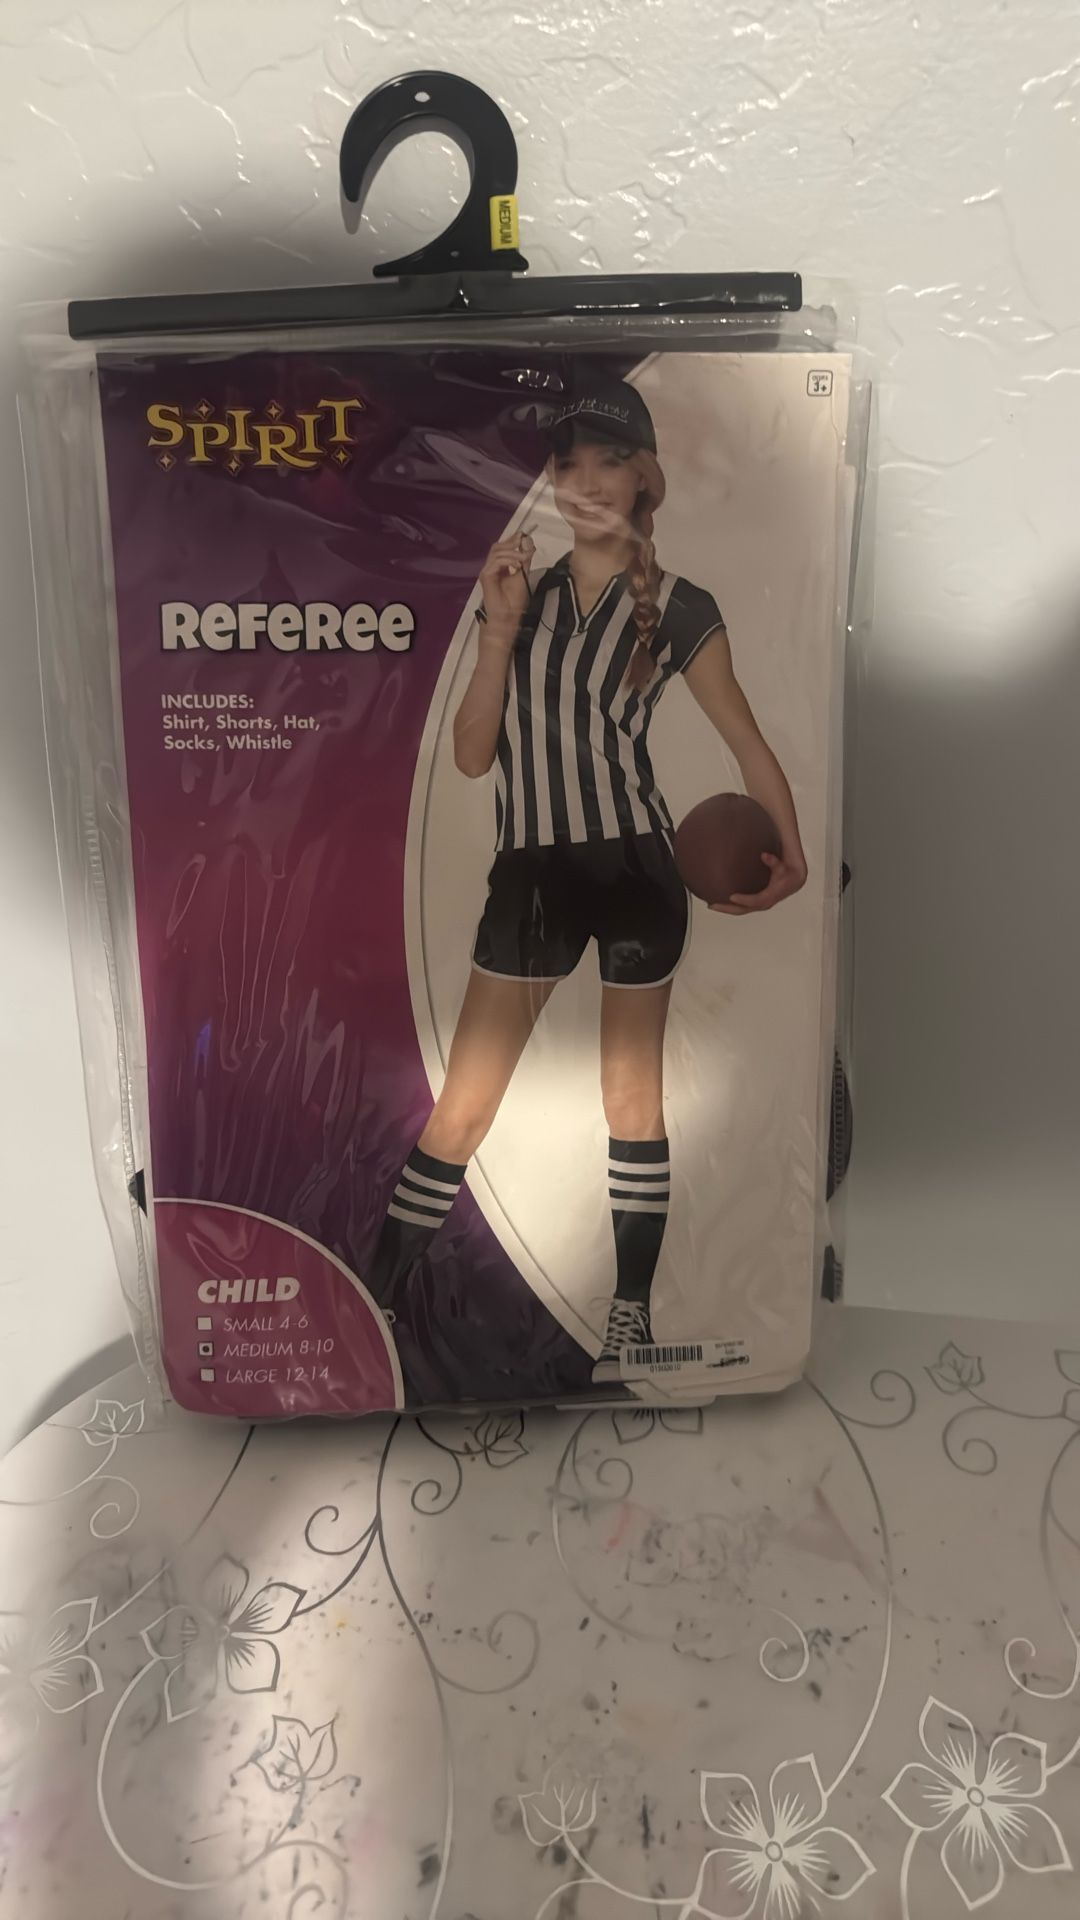 MEDIUM
SPIRIT
3+
REFEREE
INCLUDES:
Shirt, Shorts, Hat,
Socks, Whistle
CHILD
SMALL 4-6
MEDIUM 8-10
LARGE 12-14